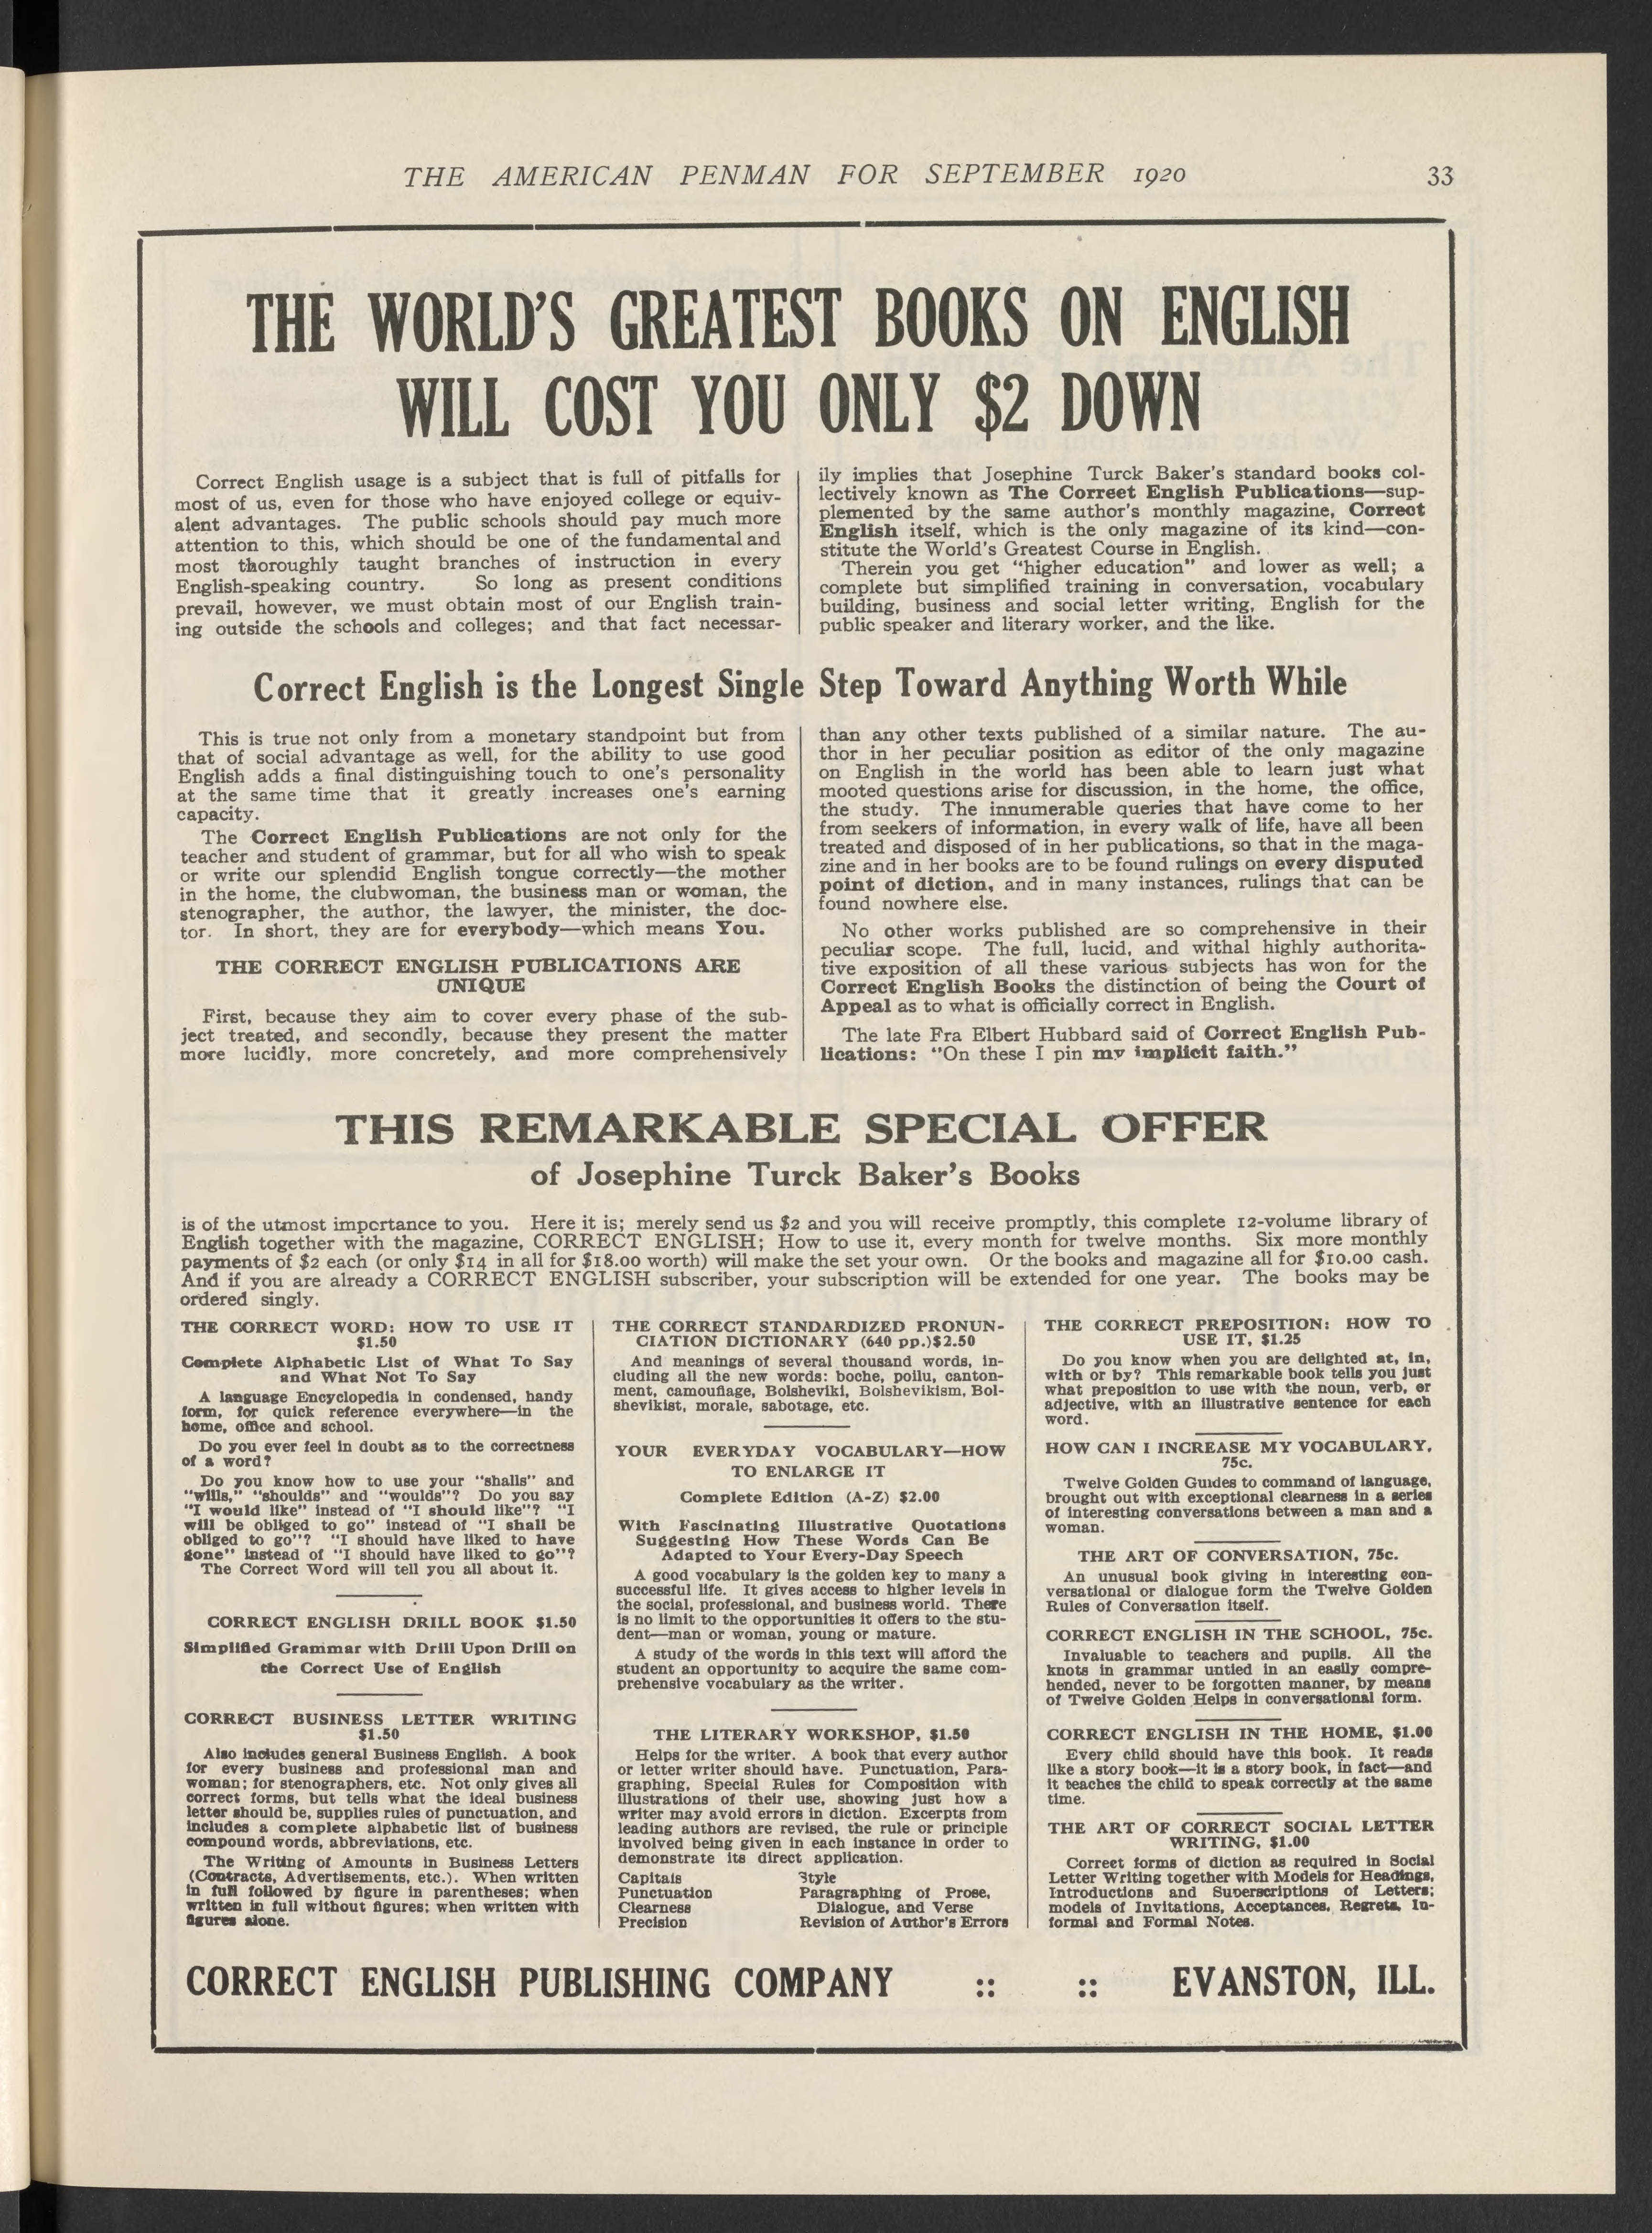 THE AMERICAN PENMAN FOR SEPTEMBER 1920 33
THE WORLD'S GREATEST BOOKS ON ENGLISH
WILL COST YOU ONLY $2 DOWN
Correct English usage is a subject that is full of pitfalls for
most of us, even for those who have enjoyed college or equiv-
alent advantages. The public schools should pay much more
attention to this, which should be one of the fundamental and
most thoroughly taught branches of instruction in every
English-speaking country. So long as present conditions
prevail, however, we must obtain most of our English train-
ing outside the schools and colleges; and that fact necessar-
ily implies that Josephine Turck Baker's standard books col-
lectively known as The Correct English Publications—sup-
plemented by the same author's monthly magazine, Correct
English itself, which is the only magazine of its kind—con-
stitute the World's Greatest Course in English.
Therein you get "higher education" and lower as well; a
complete but simplified training in conversation, vocabulary
building, business and social letter writing, English for the
public speaker and literary worker, and the like.
Correct English is the Longest Single Step Toward Anything Worth While
This is true not only from a monetary standpoint but from
that of social advantage as well, for the ability to use good
English adds a final distinguishing touch to one's personality
at the same time that it greatly increases one's earning
capacity.
The Correct English Publications are not only for the
teacher and student of grammar, but for all who wish to speak
or write our splendid English tongue correctly—the mother
in the home, the clubwoman, the business man or woman, the
stenographer, the author, the lawyer, the minister, the doc-
tor. In short, they are for everybody—which means You.
THE CORRECT ENGLISH PUBLICATIONS ARE
UNIQUE
First, because they aim to cover every phase of the sub-
ject treated, and secondly, because they present the matter
more lucidly, more concretely, and more comprehensively
than any other texts published of a similar nature. The au-
thor in her peculiar position as editor of the only magazine
on English in the world has been able to learn just what
mooted questions arise for discussion, in the home, the office,
the study. The innumerable queries that have come to her
from seekers of information, in every walk of life, have all been
treated and disposed of in her publications, so that in the maga-
zine and in her books are to be found rulings on every disputed
point of diction, and in many instances, rulings that can be
found nowhere else.
No other works published are so comprehensive in their
peculiar scope. The full, lucid, and withal highly authorita-
tive exposition of all these various subjects has won for the
Correct English Books the distinction of being the Court of
Appeal as to what is officially correct in English.
The late Fra Elbert Hubbard said of Correct English Pub-
lications: "On these I pin my implicit faith."
THIS REMARKABLE SPECIAL OFFER
of Josephine Turck Baker's Books
is of the utmost importance to you. Here it is; merely send us $2 and you will receive promptly, this complete 12-volume library of
English together with the magazine, CORRECT ENGLISH; How to use it, every month for twelve months. Six more monthly
payments of $2 each (or only $14 in all for $18.00 worth) will make the set your own. Or the books and magazine all for $10.00 cash.
And if you are already a CORRECT ENGLISH subscriber, your subscription will be extended for one year. The books may be
ordered singly.
THE CORRECT WORD: HOW TO USE IT
$1.50
Complete Alphabetic List of What To Say
and What Not To Say
A language Encyclopedia in condensed, handy
form, for quick reference everywhere—in the
home, office and school.
Do you ever feel in doubt as to the correctness
of a word?
Do you know how to use your "shalls" and
"wills," "shoulds" and "woulds"? Do you say
"I would like" instead of "I should like"? "I
will be obliged to go" instead of "I shall be
obliged to go"? "I should have liked to have
gone" instead of "I should have liked to go"?
The Correct Word will tell you all about it.
CORRECT ENGLISH DRILL BOOK $1.50
Simplified Grammar with Drill Upon Drill on
the Correct Use of English
CORRECT BUSINESS LETTER WRITING
$1.50
Also includes general Business English. A book
for every business and professional man and
woman; for stenographers, etc. Not only gives all
correct forms, but tells what the ideal business
letter should be, supplies rules of punctuation, and
includes a complete alphabetic list of business
compound words, abbreviations, etc.
The Writing of Amounts in Business Letters
(Contracts, Advertisements, etc.). When written
in full followed by figure in parentheses; when
written in full without figures; when written with
figures alone.
THE CORRECT STANDARDIZED PRONUN-
CIATION DICTIONARY (640 pp.)$2.50
And meanings of several thousand words, in-
cluding all the new words: boche, poilu, canton-
ment, camouflage, Bolsheviki, Bolshevikism, Bol-
shevikist, morale, sabotage, etc.
YOUR EVERYDAY VOCABULARY—HOW
TO ENLARGE IT
Complete Edition (A-Z) $2.00
With Fascinating Illustrative Quotations
Suggesting How These Words Can Be
Adapted to Your Every-Day Speech
A good vocabulary is the golden key to many a
successful life. It gives access to higher levels in
the social, professional, and business world. There
is no limit to the opportunities it offers to the stu-
dent—man or woman, young or mature.
A study of the words in this text will afford the
student an opportunity to acquire the same com-
prehensive vocabulary as the writer.
THE LITERARY WORKSHOP, $1.50
Helps for the writer. A book that every author
or letter writer should have. Punctuation, Para-
graphing, Special Rules for Composition with
illustrations of their use, showing just how a
writer may avoid errors in diction. Excerpts from
leading authors are revised, the rule or principle
involved being given in each instance in order to
demonstrate its direct application.
Capitals Style
Punctuation Paragraphing of Prose,
Clearness Dialogue, and Verse
Precision Revision of Author's Errors
THE CORRECT PREPOSITION: HOW TO
USE IT, $1.25
Do you know when you are delighted at, in,
with or by? This remarkable book tells you just
what preposition to use with the noun, verb, or
adjective, with an illustrative sentence for each
word.
HOW CAN I INCREASE MY VOCABULARY,
75c.
Twelve Golden Guides to command of language,
brought out with exceptional clearness in a series
of interesting conversations between a man and a
woman.
THE ART OF CONVERSATION, 75c.
An unusual book giving in interesting con-
versational or dialogue form the Twelve Golden
Rules of Conversation itself.
CORRECT ENGLISH IN THE SCHOOL, 75c.
Invaluable to teachers and pupils. All the
knots in grammar untied in an easily compre-
hended, never to be forgotten manner, by means
of Twelve Golden Helps in conversational form.
CORRECT ENGLISH IN THE HOME, $1.00
Every child should have this book. It reads
like a story book—it is a story book, in fact—and
it teaches the child to speak correctly at the same
time.
THE ART OF CORRECT SOCIAL LETTER
WRITING, $1.00
Correct forms of diction as required in Social
Letter Writing together with Models for Headings,
Introductions and Superscriptions of Letters;
models of Invitations, Acceptances, Regrets, In-
formal and Formal Notes.
CORRECT ENGLISH PUBLISHING COMPANY :: :: EVANSTON, ILL.